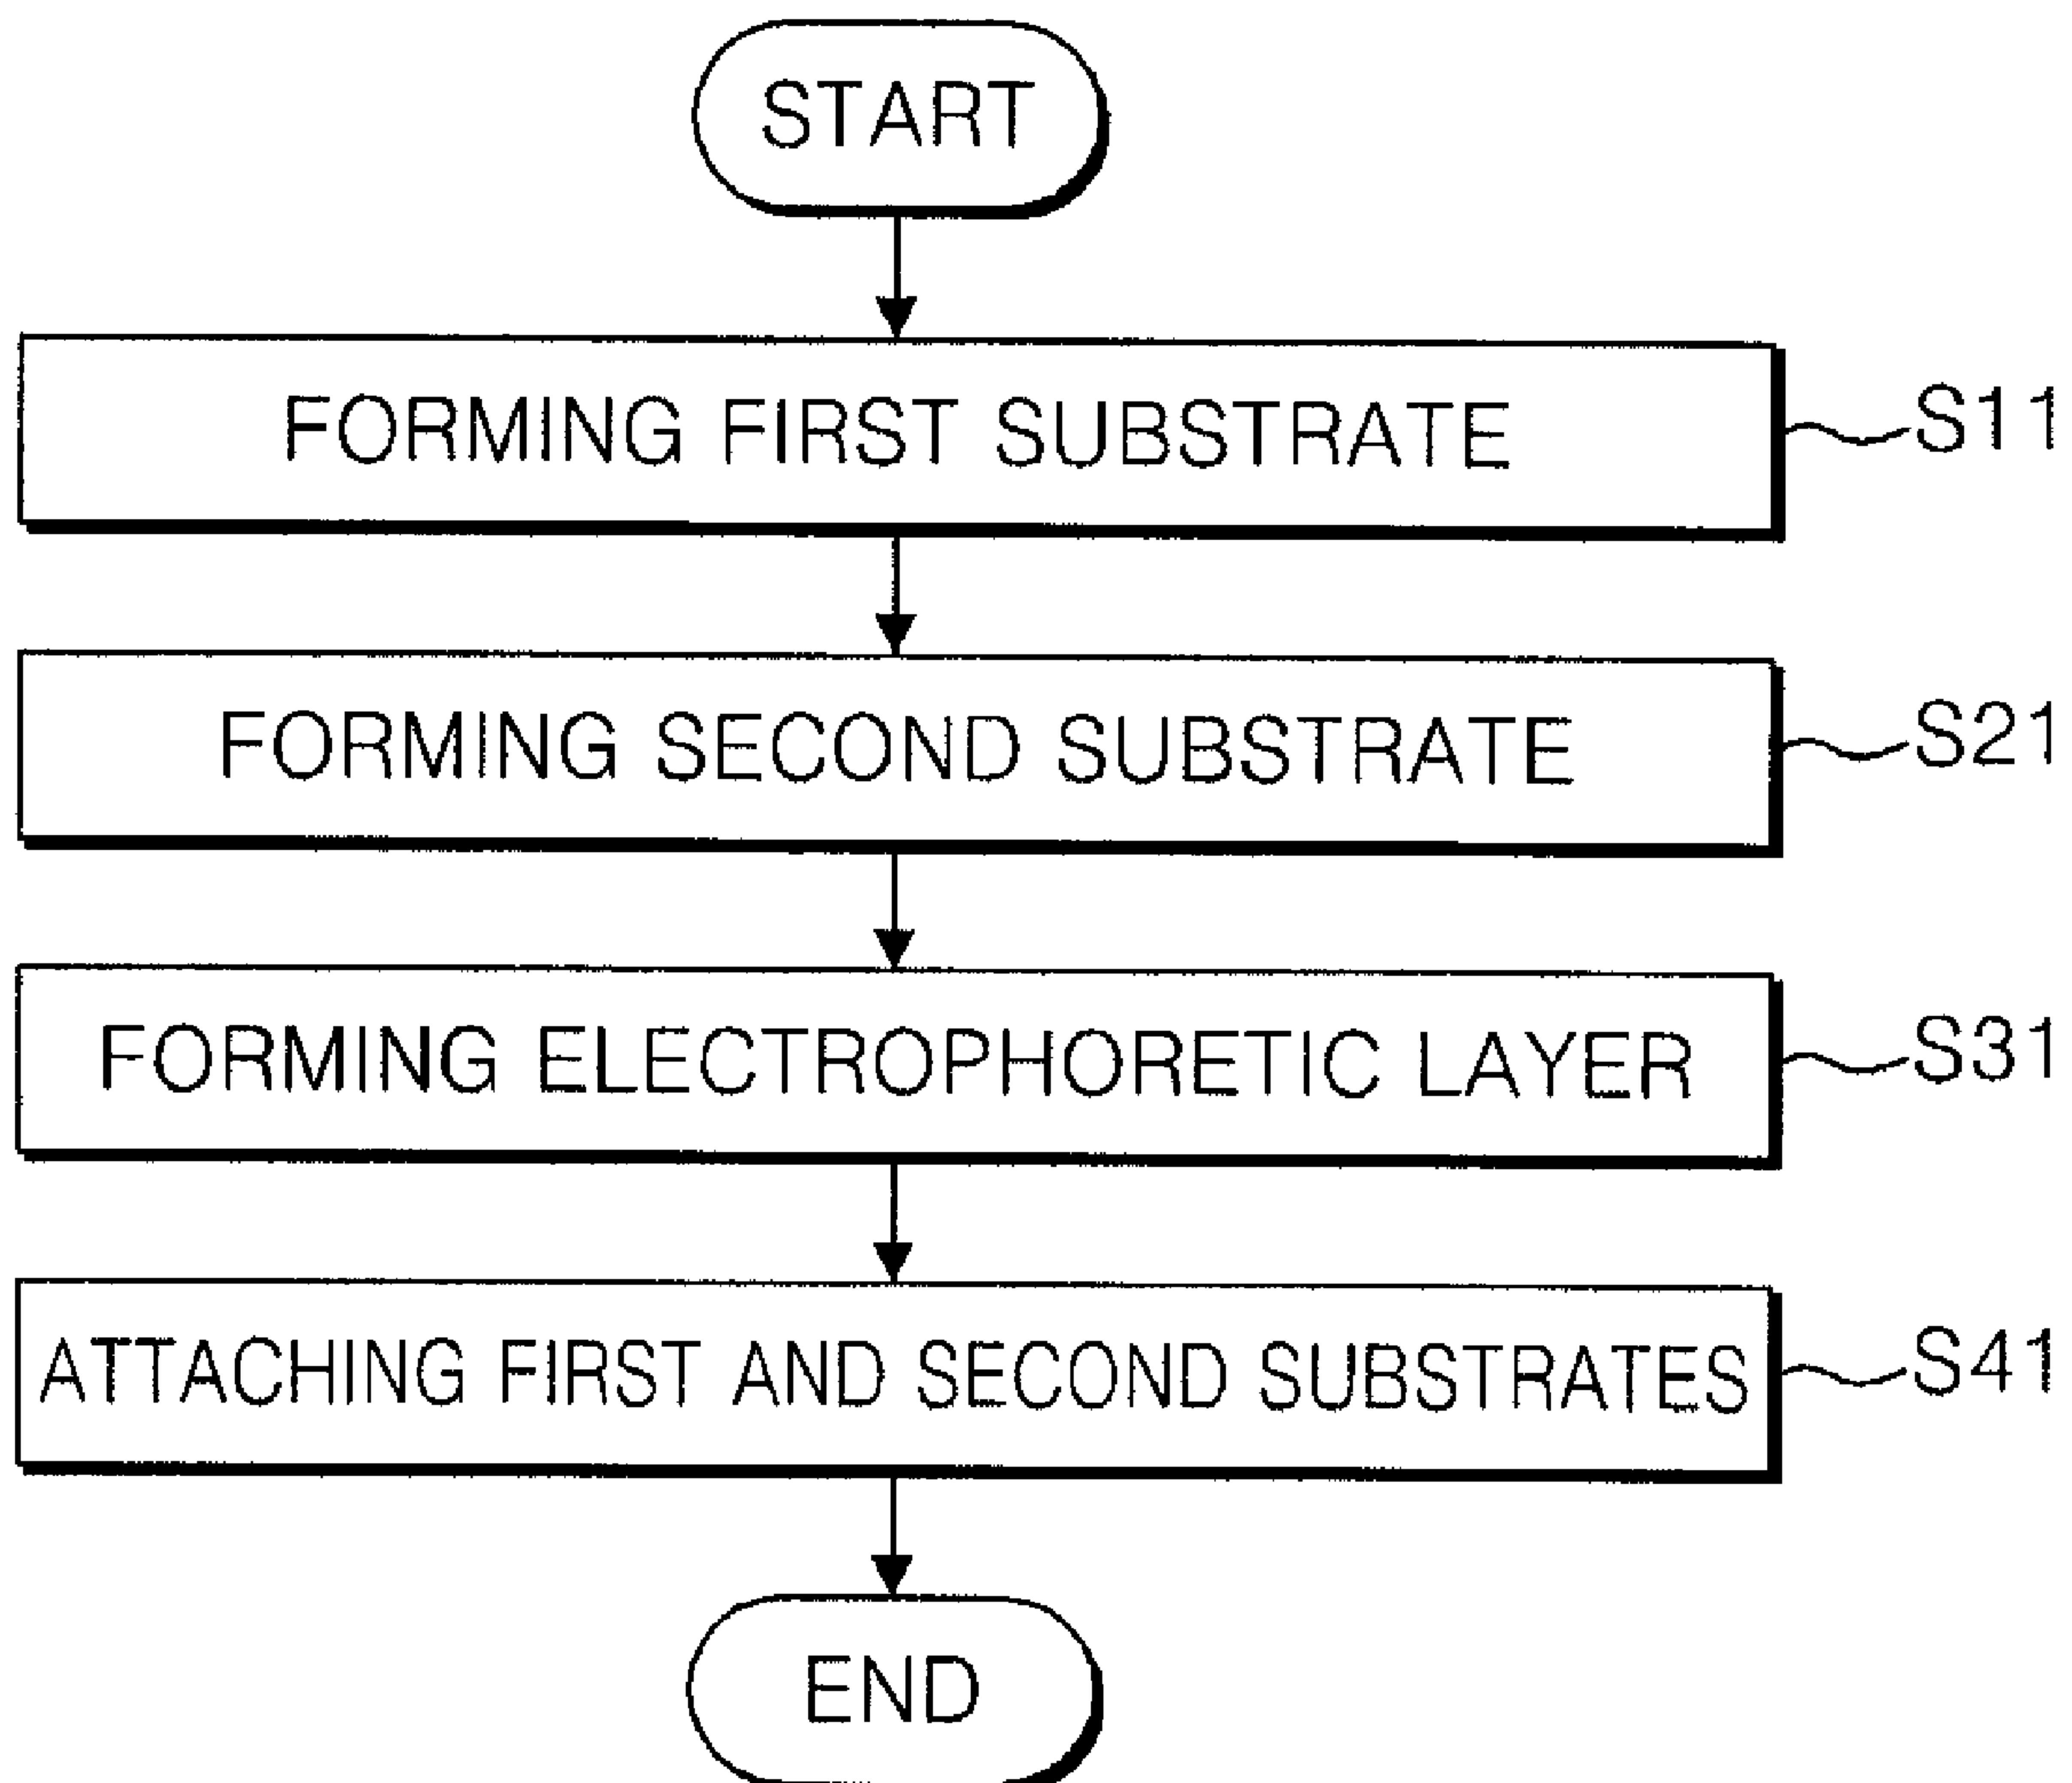 START
FORMING FIRST SUBSTRATE
S11
FORMING SECOND SUBSTRATE
S21
FORMING ELECTROPHORETIC LAYER
S31
ATTACHING FIRST AND SECOND SUBSTRATES
S41
END